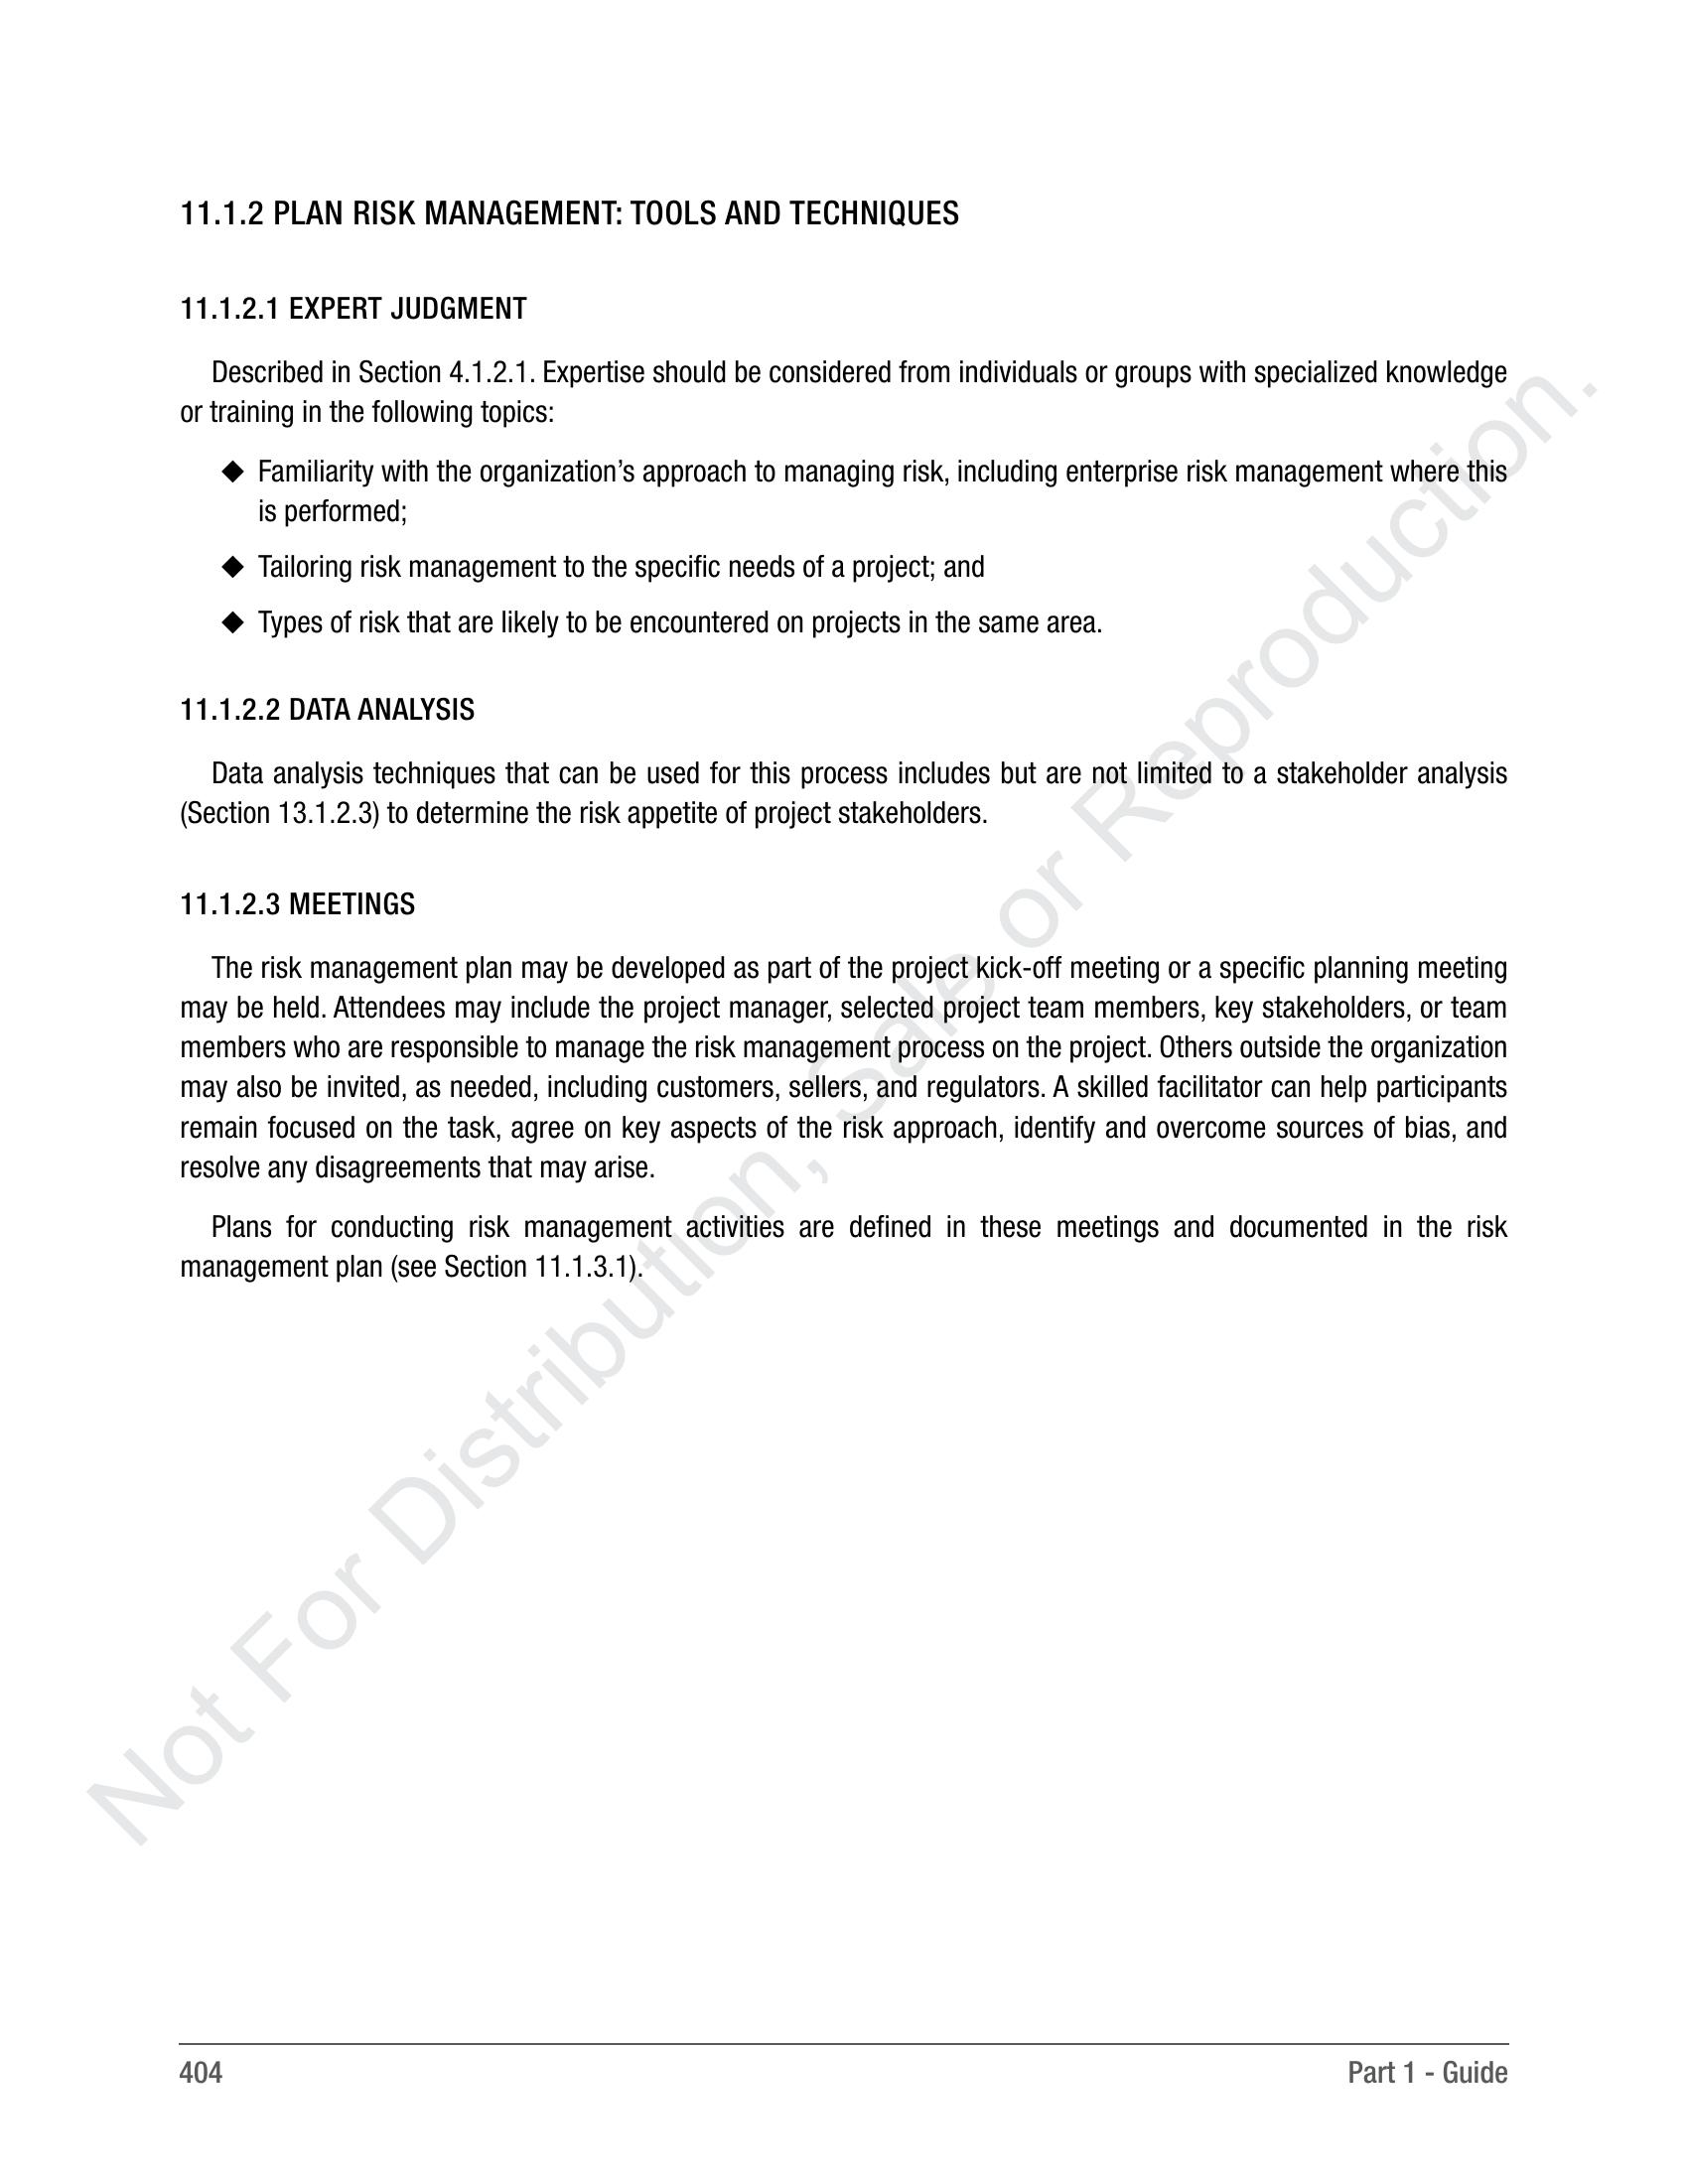 11.1.2 PLAN RISK MANAGEMENT: TOOLS AND TECHNIQUES
11.1.2.1 EXPERT JUDGMENT
Described in Section 4.1.2.1. Expertise should be considered from individuals or groups with specialized knowledge
or training in the following topics:
◆ Familiarity with the organization’s approach to managing risk, including enterprise risk management where this
is performed;
◆ Tailoring risk management to the specific needs of a project; and
◆ Types of risk that are likely to be encountered on projects in the same area.
11.1.2.2 DATA ANALYSIS
Data analysis techniques that can be used for this process includes but are not limited to a stakeholder analysis
(Section 13.1.2.3) to determine the risk appetite of project stakeholders.
11.1.2.3 MEETINGS
The risk management plan may be developed as part of the project kick-off meeting or a specific planning meeting
may be held. Attendees may include the project manager, selected project team members, key stakeholders, or team
members who are responsible to manage the risk management process on the project. Others outside the organization
may also be invited, as needed, including customers, sellers, and regulators. A skilled facilitator can help participants
remain focused on the task, agree on key aspects of the risk approach, identify and overcome sources of bias, and
resolve any disagreements that may arise.
Plans for conducting risk management activities are defined in these meetings and documented in the risk
management plan (see Section 11.1.3.1).
Not For Distribution, Sale or Reproduction.
404
Part 1 - Guide